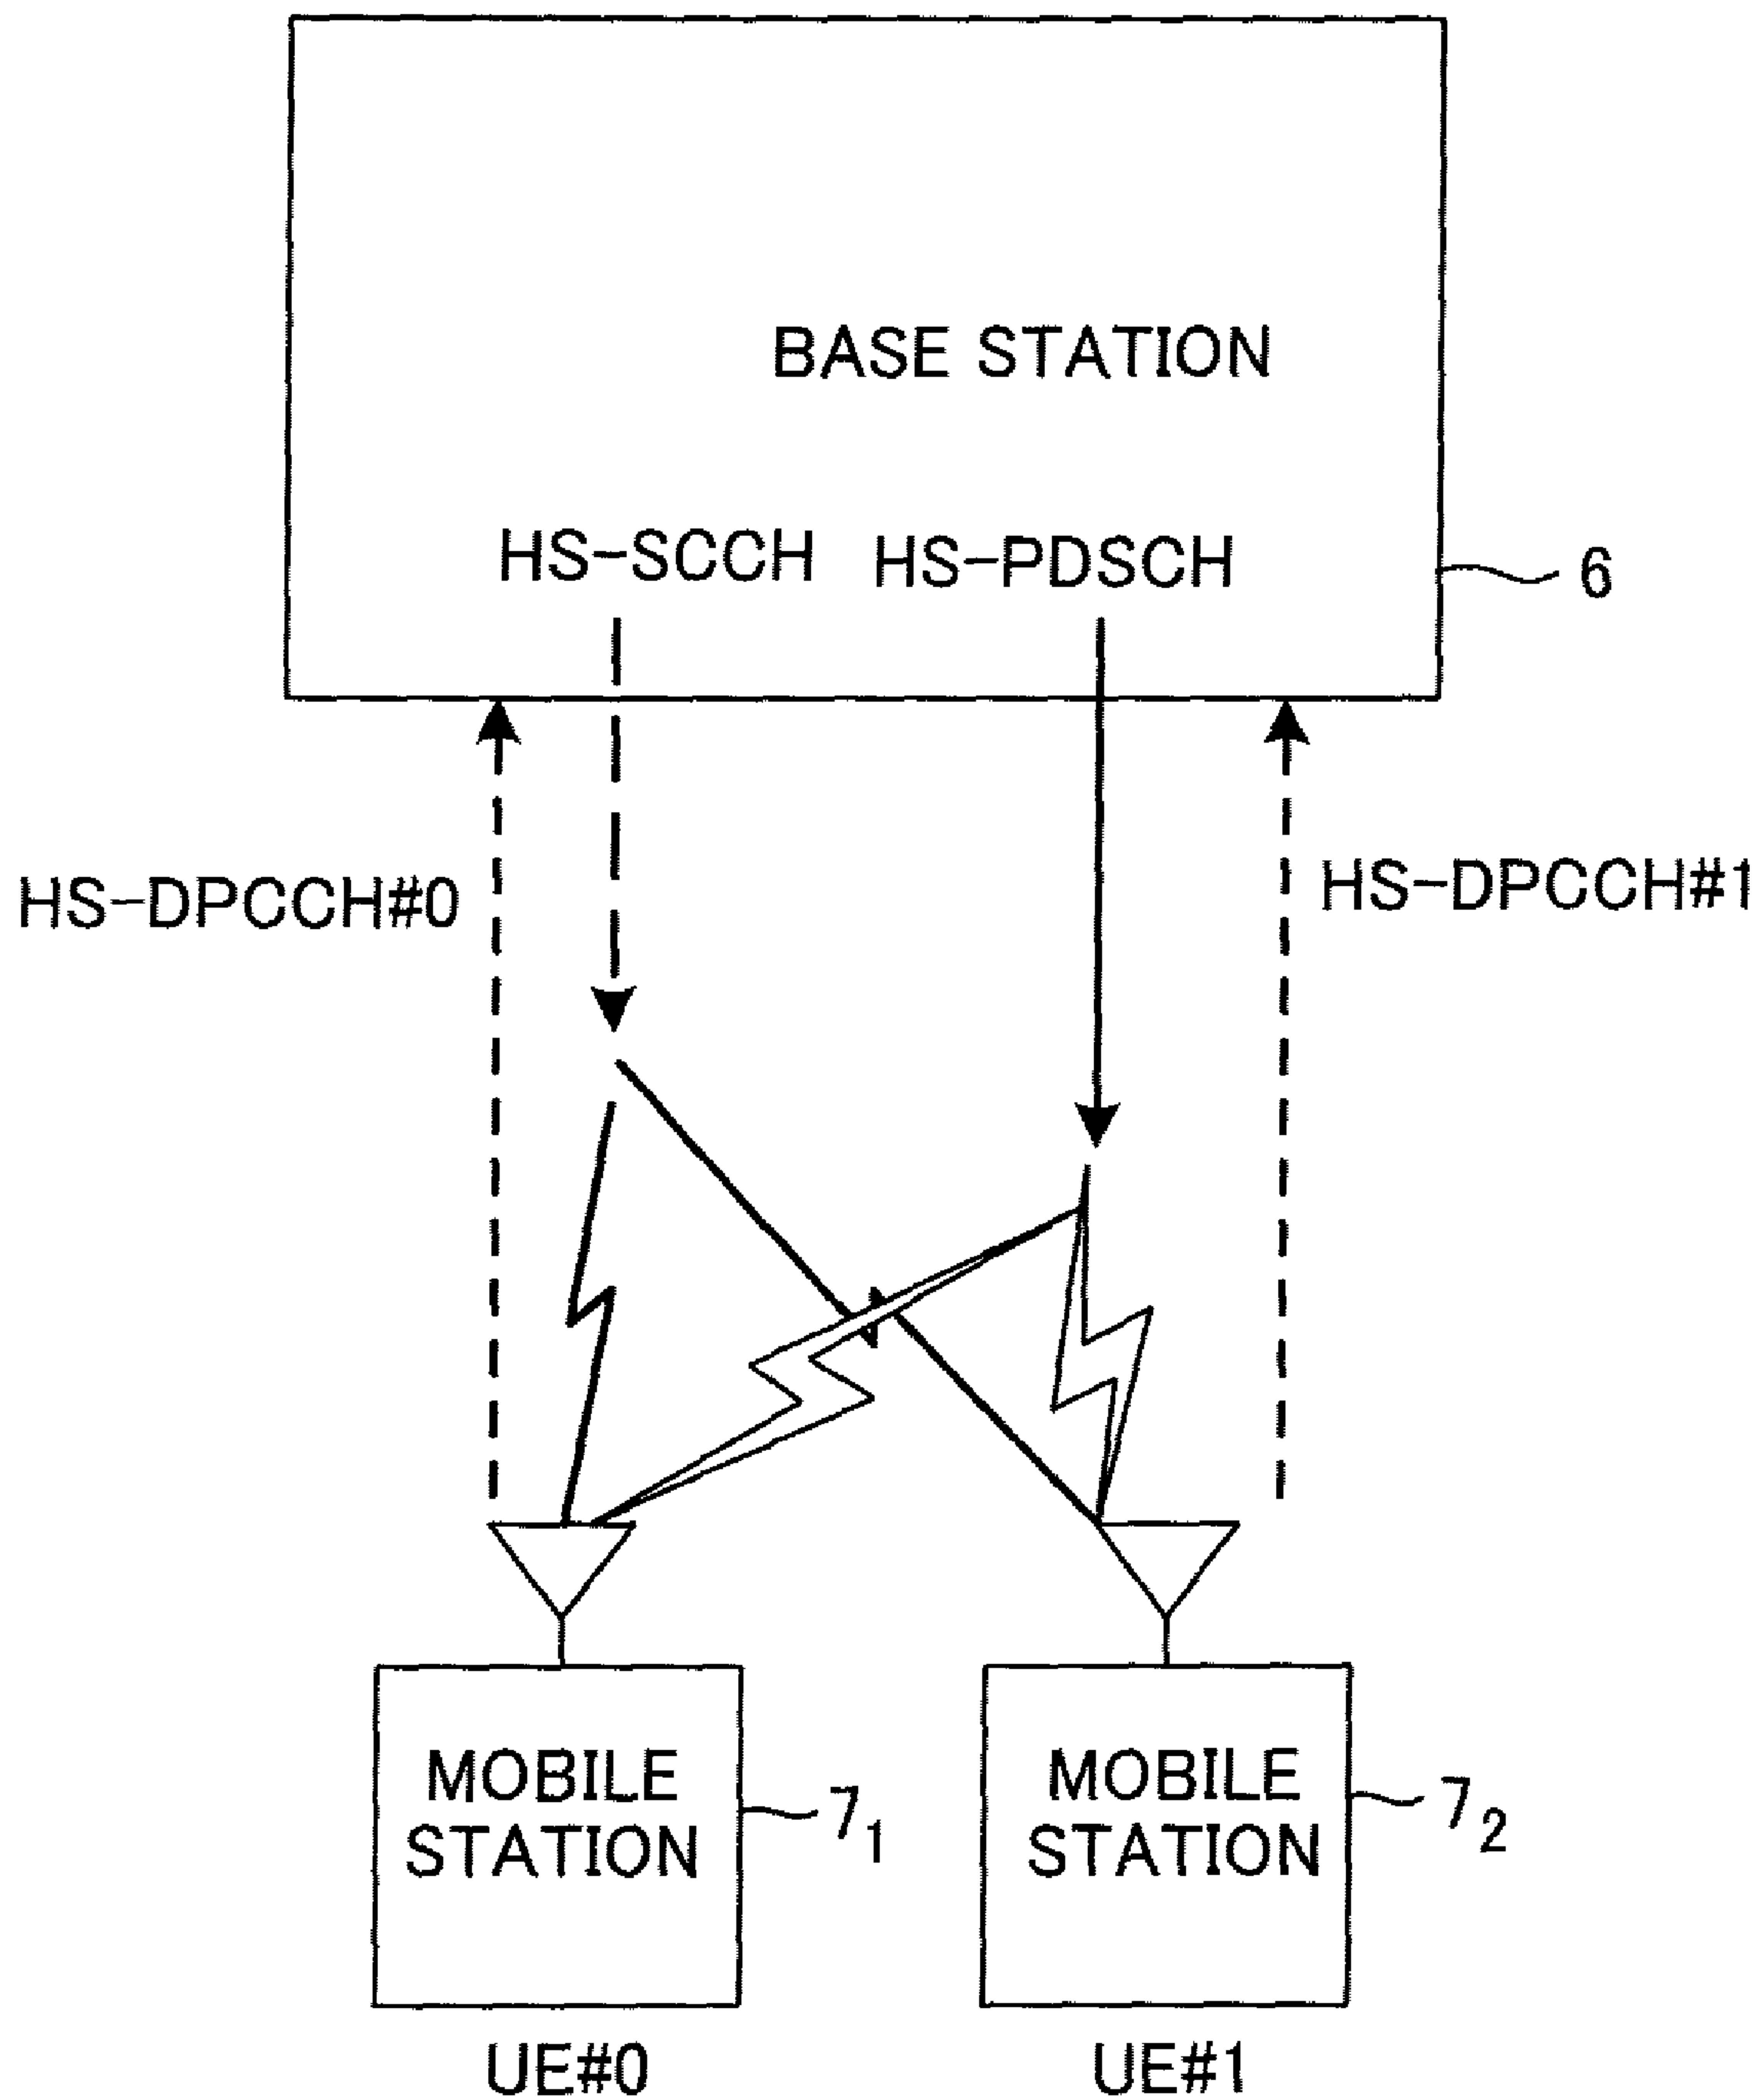 BASE STATION
HS-SCCH HS-PDSCH
6
HS-DPCCH#0
HS-DPCCH#1
MOBILE
STATION
7₁
MOBILE
STATION
7₂
UE#0
UE#1